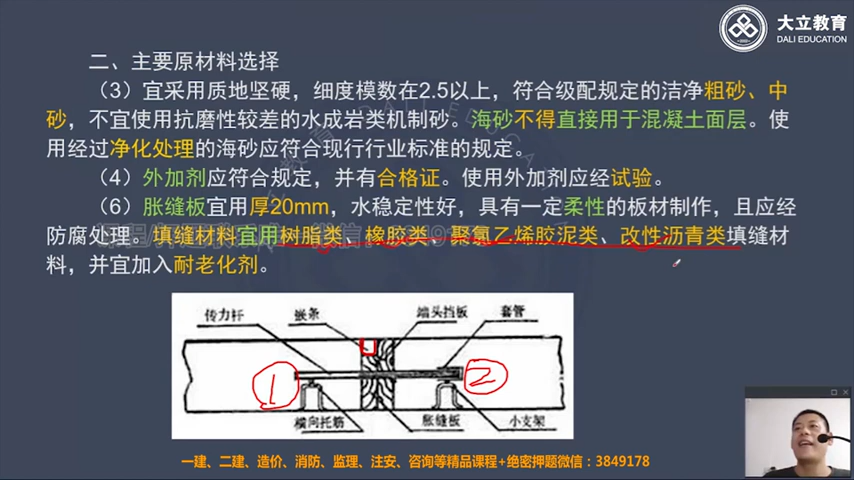 大立教育
DALI EDUCATION
二、主要原材料选择
（3）宜采用质地坚硬，细度模数在2.5以上，符合级配规定的洁净粗砂、中
砂，不宜使用抗磨性较差的水成岩类机制砂。海砂不得直接用于混凝土面层。使
用经过净化处理的海砂应符合现行行业标准的规定。
（4）外加剂应符合规定，并有合格证。使用外加剂应经试验。
（6）胀缝板宜用厚20mm，水稳定性好，具有一定柔性的板材制作，且应经
防腐处理。填缝材料宜用树脂类、橡胶类、聚氯乙烯胶泥类、改性沥青类填缝材
料，并宜加入耐老化剂。
传力杆 嵌条 端头挡板 套管
1 2
横向托筋 胀缝板 小支架
一建、二建、造价、消防、监理、注安、咨询等精品课程+绝密押题微信：3849178